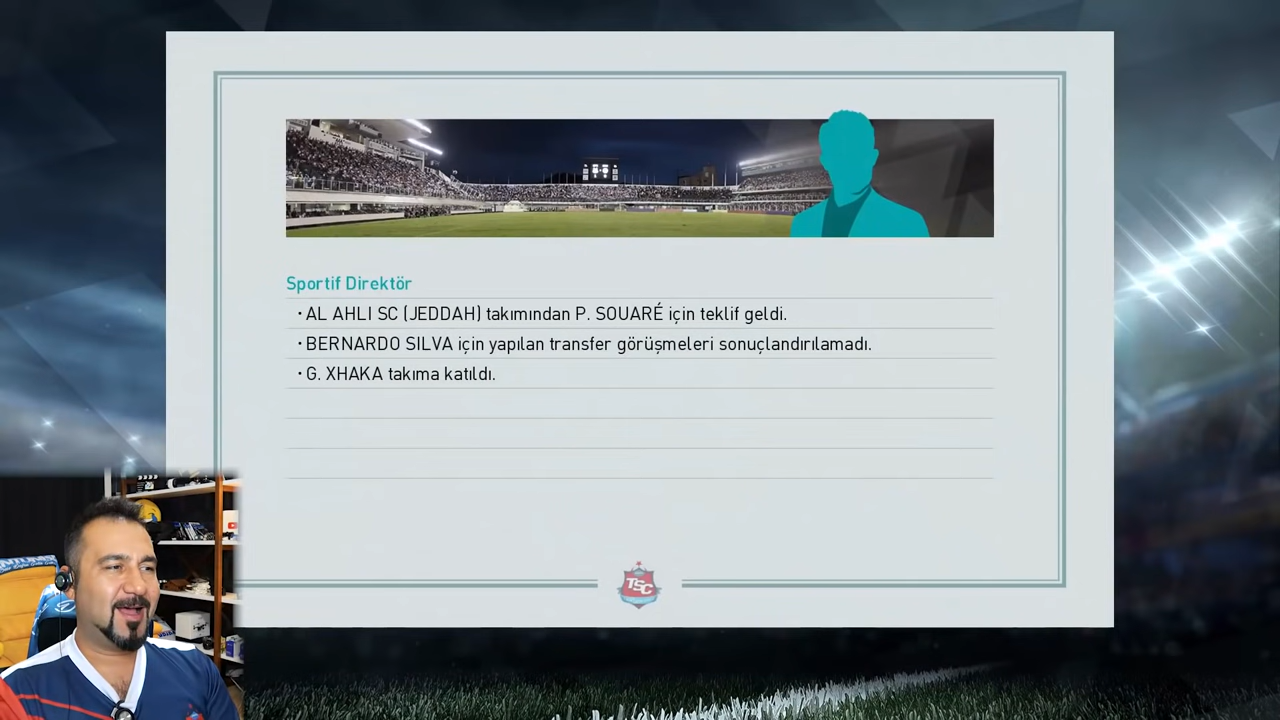 Sportif Direktör
• AL AHLI SC (JEDDAH) takımından P. SOUARÉ için teklif geldi.
• BERNARDO SILVA için yapılan transfer görüşmeleri sonuçlandırılamadı.
• G. XHAKA takıma katıldı.
TSC